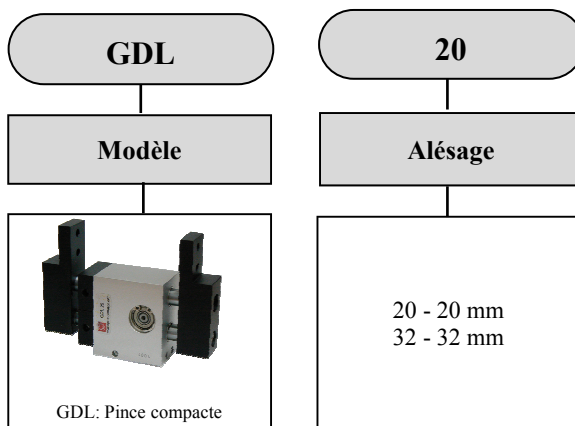 GDL
Modèle
GDL: Pince compacte
20
Alésage
20 - 20 mm
32 - 32 mm